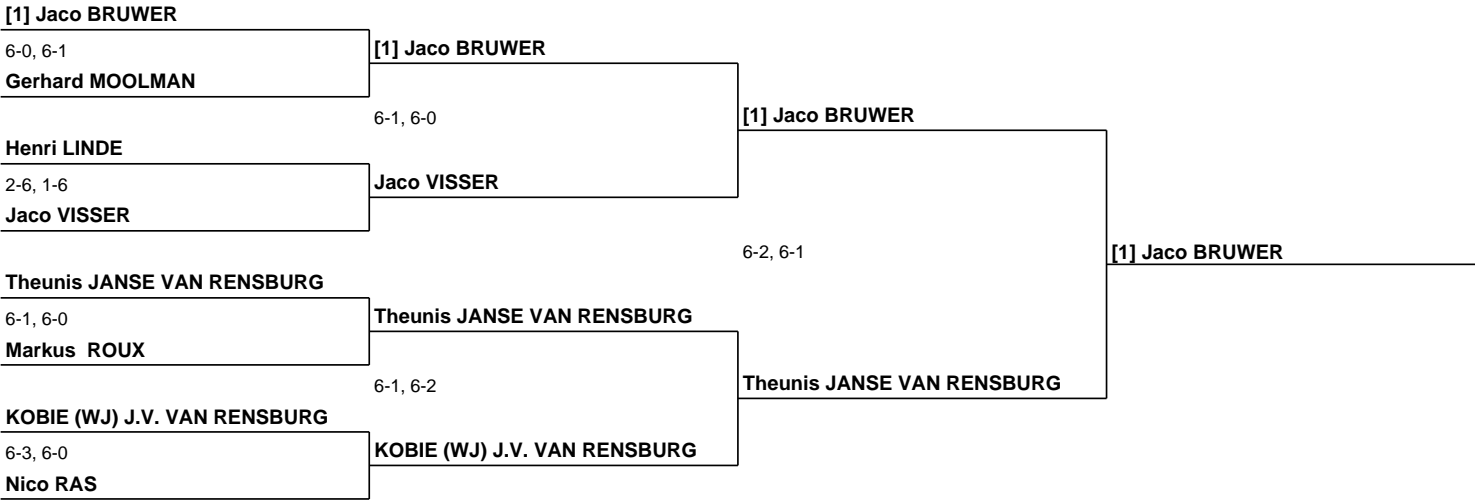 [1] Jaco BRUWER
6-0, 6-1
[1] Jaco BRUWER
Gerhard MOOLMAN
6-1, 6-0
[1] Jaco BRUWER
Henri LINDE
2-6, 1-6
Jaco VISSER
Jaco VISSER
6-2, 6-1
[1] Jaco BRUWER
Theunis JANSE VAN RENSBURG
6-1, 6-0
Theunis JANSE VAN RENSBURG
Markus  ROUX
6-1, 6-2
Theunis JANSE VAN RENSBURG
KOBIE (WJ) J.V. VAN RENSBURG
6-3, 6-0
KOBIE (WJ) J.V. VAN RENSBURG
Nico RAS